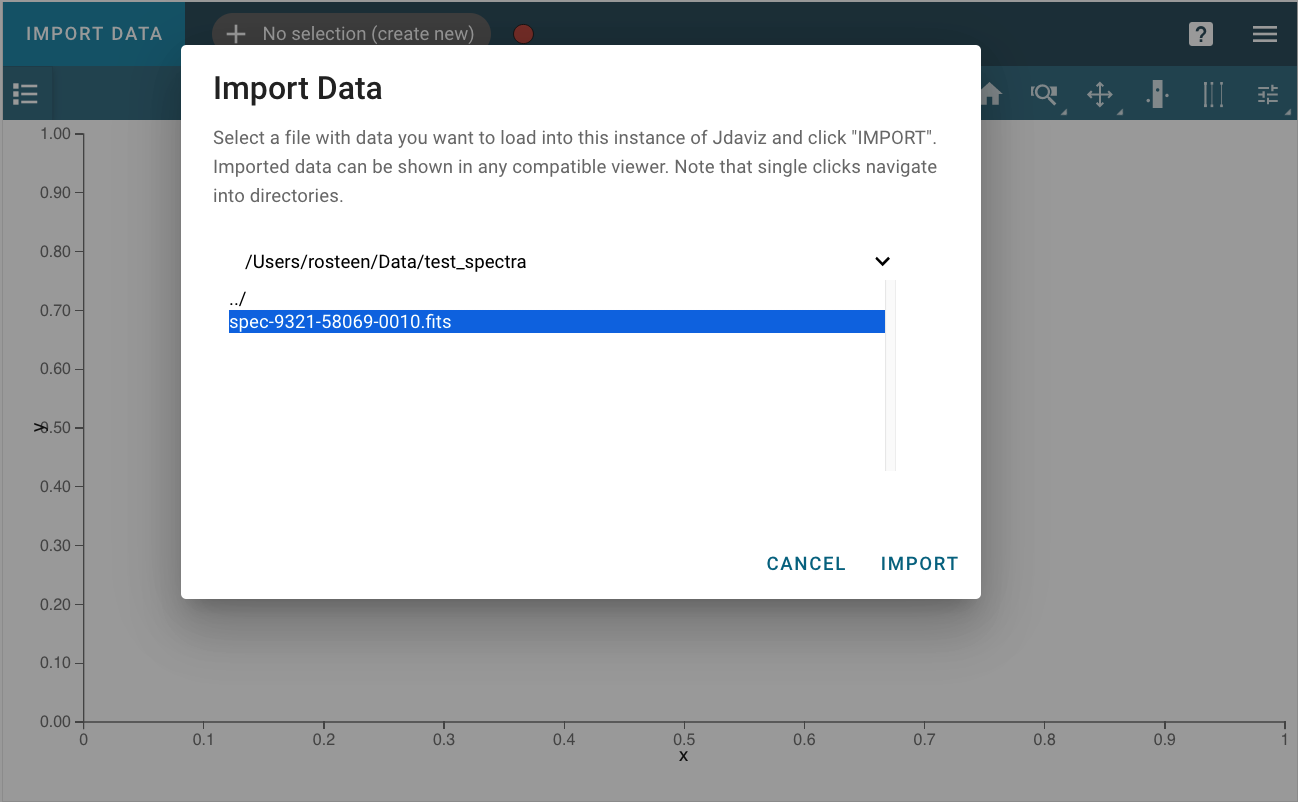 IMPORT DATA
No selection (create new)
?
Import Data
Select a file with data you want to load into this instance of Jdaviz and click "IMPORT".
Imported data can be shown in any compatible viewer. Note that single clicks navigate
into directories.
/Users/rosteen/Data/test_spectra
../
spec-9321-58069-0010.fits
CANCEL IMPORT
1.00
0.90
0.80
0.70
0.60
0.50
y
0.40
0.30
0.20
0.10
0.00
0 0.1 0.2 0.3 0.4 0.5 0.6 0.7 0.8 0.9 1
x